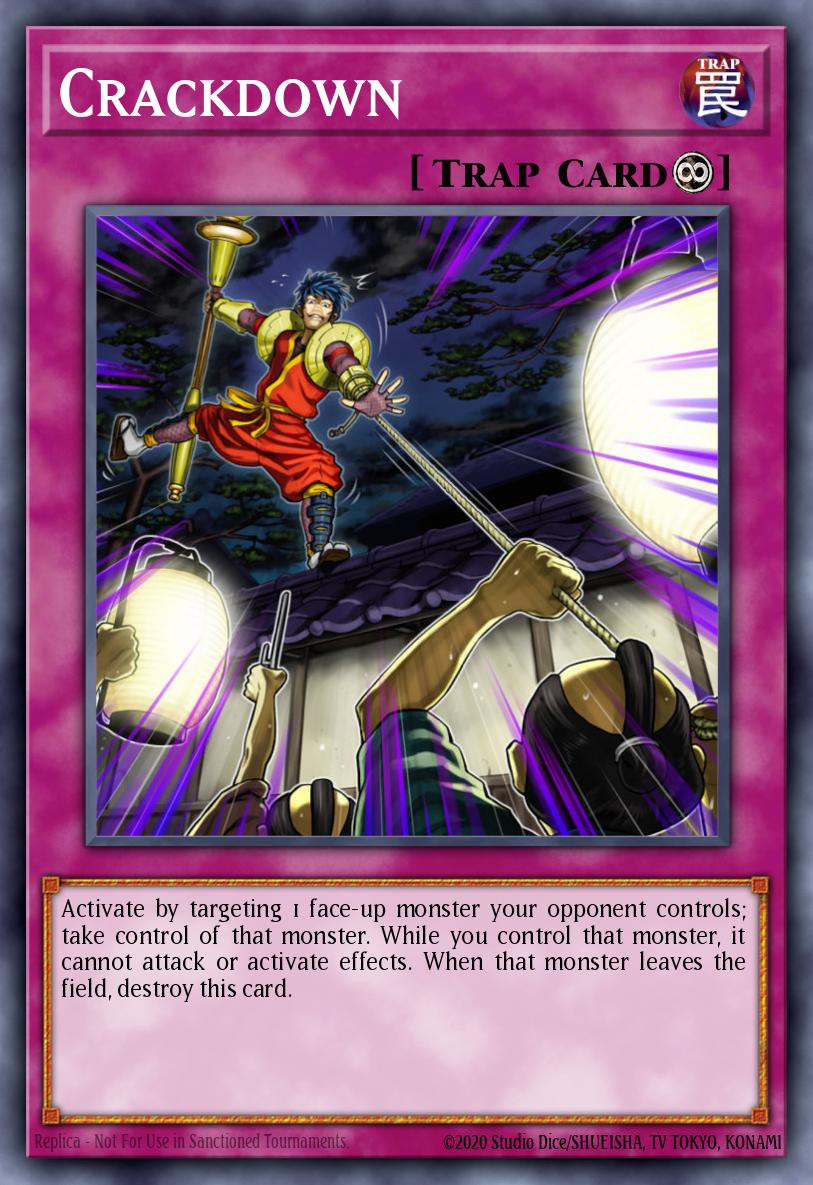 Crackdown
TRAP
罠
[Trap Card]
Activate by targeting 1 face-up monster your opponent controls;
take control of that monster. While you control that monster, it
cannot attack or activate effects. When that monster leaves the
field, destroy this card.
Replica - Not For Use in Sanctioned Tournaments.
©2020 Studio Dice/SHUEISHA, TV TOKYO, KONAMI